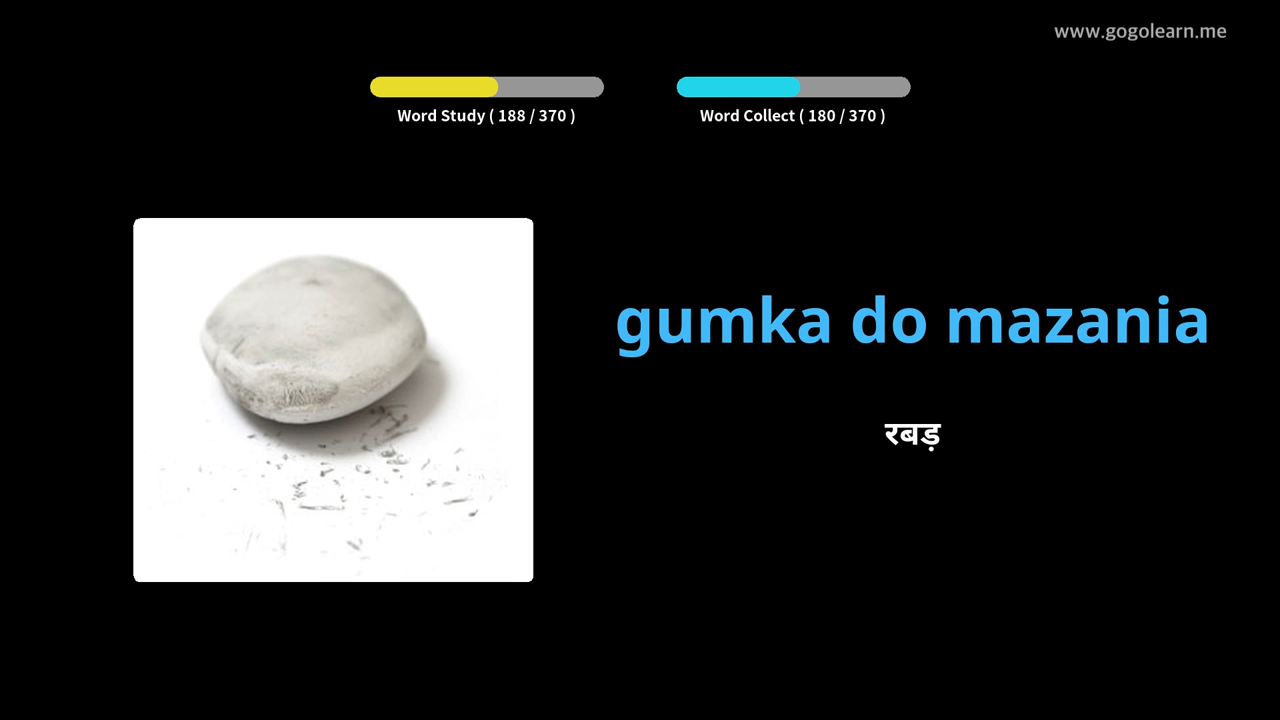 www.gogolearn.me
Word Study ( 188 / 370 )
Word Collect ( 180 / 370 )
gumka do mazania
रबड़